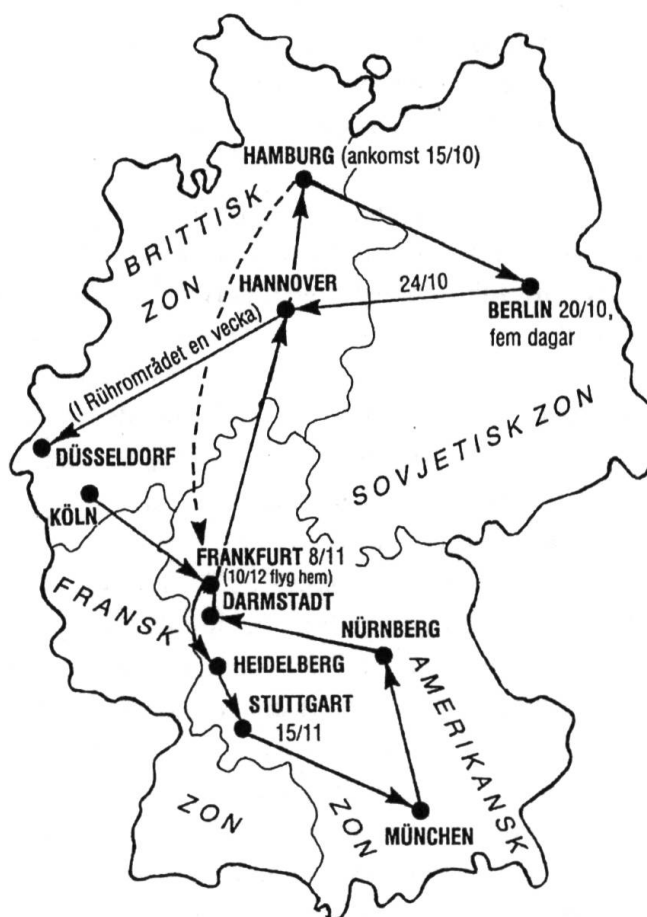 HAMBURG (ankomst 15/10)
BRITTISK
ZON
HANNOVER
24/10
BERLIN 20/10,
fem dagar
(I Rührområdet en vecka)
DÜSSELDORF
SOVJETISK ZON
KÖLN
FRANKFURT 8/11
(10/12 flyg hem)
DARMSTADT
FRANSK
NÜRNBERG
HEIDELBERG
AMERIKANSK
STUTTGART
15/11
ZON
ZON
MÜNCHEN